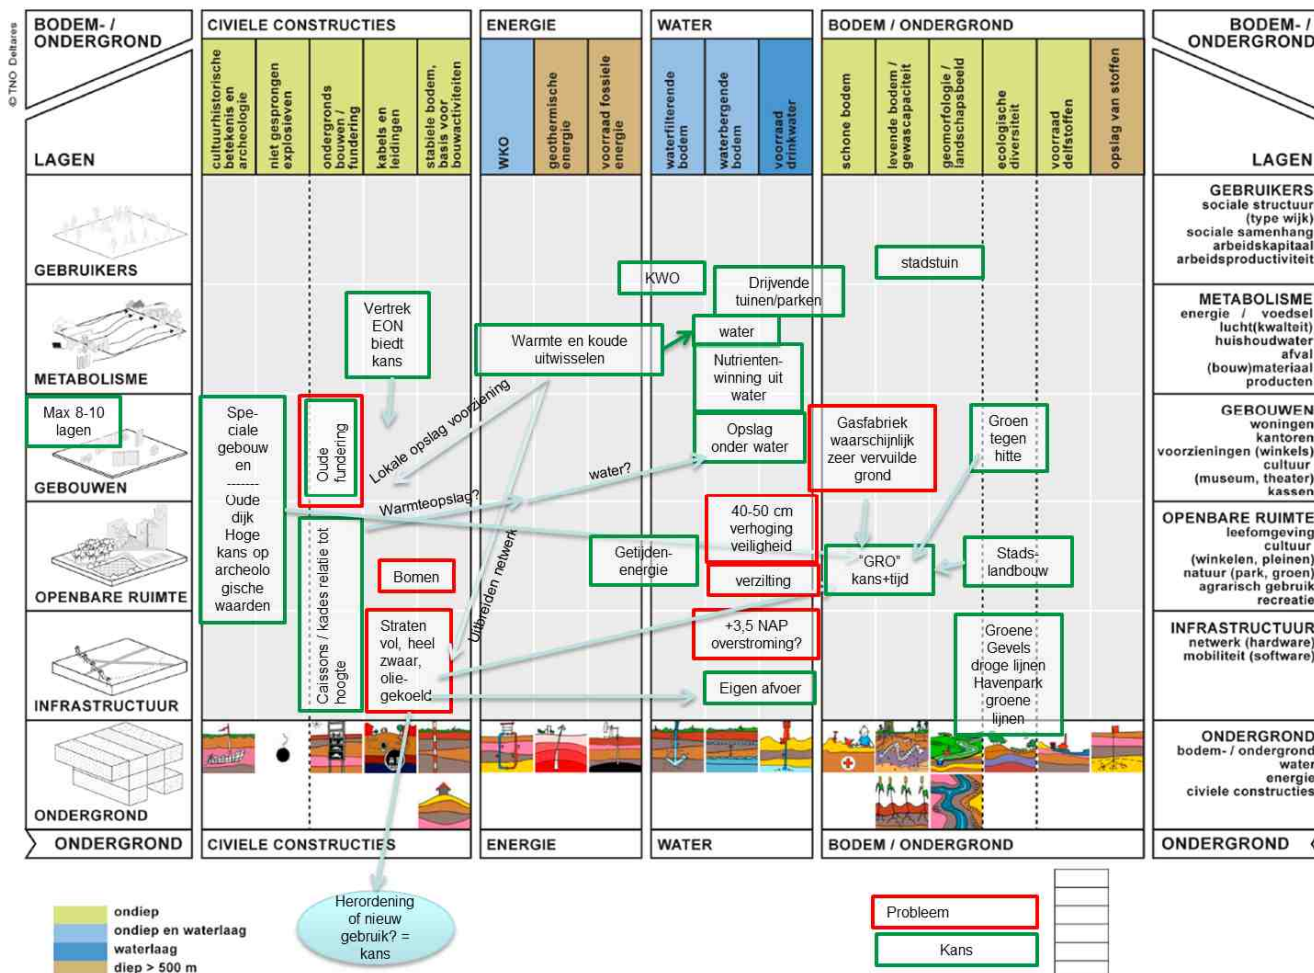 © TNO Deltares
BODEM- /
ONDERGROND
LAGEN
CIVIELE CONSTRUCTIES
ENERGIE
WATER
BODEM / ONDERGROND
BODEM- /
ONDERGROND
LAGEN
cultuurhistorische
betekenis en
archeologie
niet gesprongen
explosieven
ondergronds
bouwen /
fundering
kabels en
leidingen
stabiele bodem,
basis voor
bouwactiviteiten
WKO
geothermische
energie
voorraad fossiele
energie
waterfilterende
bodem
waterbergende
bodem
voorraad
drinkwater
schone bodem
levende bodem /
gewascapaciteit
geomorfologie /
landschapsbeeld
ecologische
diversiteit
voorraad
delfstoffen
opslag van stoffen
GEBRUIKERS
KWO
Drijvende
tuinen/parken
stadstuin
GEBRUIKERS
sociale structuur
(type wijk)
sociale samenhang
arbeidskapitaal
arbeidsproductiviteit
METABOLISME
Vertrek
EON
biedt
kans
Warmte en koude
uitwisselen
water
Nutrienten-
winning uit
water
METABOLISME
energie / voedsel
lucht(kwaliteit)
huishoudwater
afval
(bouw)materiaal
producten
Max 8-10
lagen
GEBOUWEN
Spe-
ciale
gebouw
en
-------
Oude
dijk
Hoge
kans op
archeolo
gische
waarden
Oude
fundering
Lokale opslag voorziening
Warmteopslag?
water?
Opslag
onder water
Gasfabriek
waarschijnlijk
zeer vervuilde
grond
Groen
tegen
hitte
GEBOUWEN
woningen
kantoren
voorzieningen (winkels)
cultuur
(museum, theater)
kassen
OPENBARE RUIMTE
Caissons / kades relatie tot
hoogte
Bomen
Uitbreiden netwerk
Getijden-
energie
40-50 cm
verhoging
veiligheid
verzilting
"GRO"
kans+tijd
Stads-
landbouw
OPENBARE RUIMTE
leefomgeving
cultuur
(winkelen, pleinen)
natuur (park, groen)
agrarisch gebruik
recreatie
INFRASTRUCTUUR
Straten
vol, heel
zwaar,
olie-
gekoeld
+3,5 NAP
overstroming?
Eigen afvoer
Groene
Gevels
droge lijnen
Havenpark
groene
lijnen
INFRASTRUCTUUR
netwerk (hardware)
mobiliteit (software)
ONDERGROND
ONDERGROND
bodem- / ondergrond
water
energie
civiele constructies
ONDERGROND
CIVIELE CONSTRUCTIES
ENERGIE
WATER
BODEM / ONDERGROND
ONDERGROND
ondiep
ondiep en waterlaag
waterlaag
diep > 500 m
Herordening
of nieuw
gebruik? =
kans
Probleem
Kans